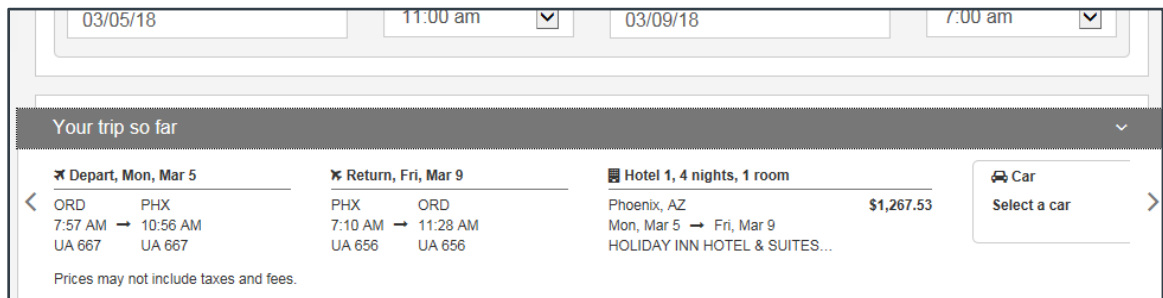 03/05/18 11:00 am 03/09/18 7:00 am
Your trip so far
Depart, Mon, Mar 5
ORD PHX
7:57 AM → 10:56 AM
UA 667 UA 667
Return, Fri, Mar 9
PHX ORD
7:10 AM → 11:28 AM
UA 656 UA 656
Hotel 1, 4 nights, 1 room
Phoenix, AZ $1,267.53
Mon, Mar 5 → Fri, Mar 9
HOLIDAY INN HOTEL & SUITES...
Car
Select a car
Prices may not include taxes and fees.